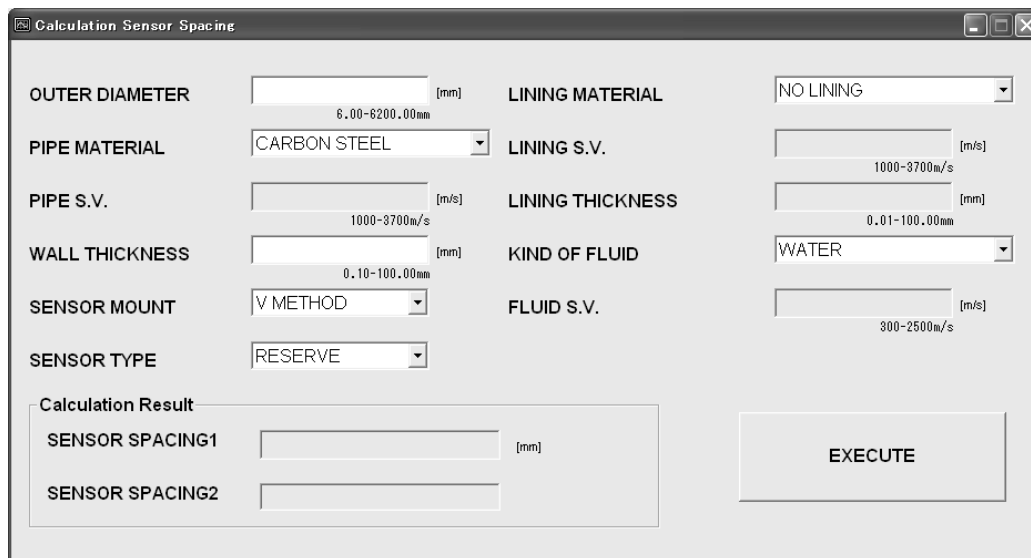 Calculation Sensor Spacing
OUTER DIAMETER [mm]
6.00-6200.00mm
PIPE MATERIAL CARBON STEEL
PIPE S.V. [m/s]
1000-3700m/s
WALL THICKNESS [mm]
0.10-100.00mm
SENSOR MOUNT V METHOD
SENSOR TYPE RESERVE
LINING MATERIAL NO LINING
LINING S.V. [m/s]
1000-3700m/s
LINING THICKNESS [mm]
0.01-100.00mm
KIND OF FLUID WATER
FLUID S.V. [m/s]
300-2500m/s
Calculation Result
SENSOR SPACING1 [mm]
SENSOR SPACING2
EXECUTE